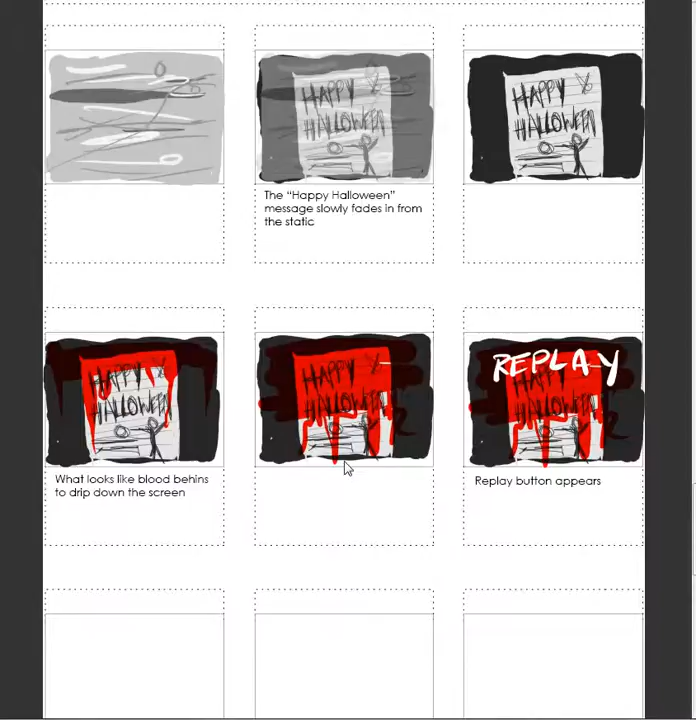 HAPPY
HALLOWEEN
HAPPY
HALLOWEEN
The “Happy Halloween”
message slowly fades in from
the static
HAPPY
HALLOWEEN
HAPPY
HALLOWEEN
REPLAY
HAPPY
HALLOWEEN
What looks like blood behins
to drip down the screen
Replay button appears